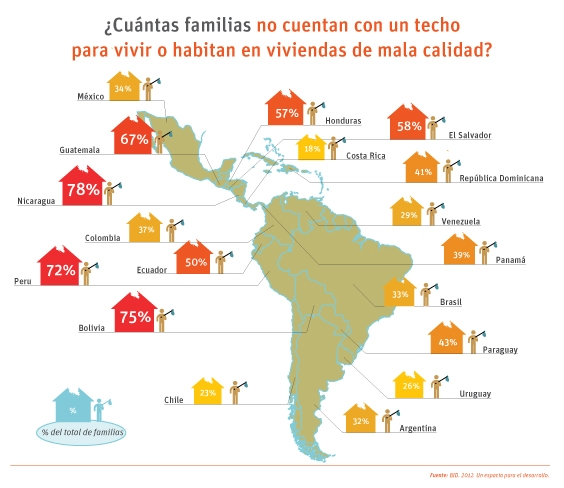 ¿Cuántas familias no cuentan con un techo
para vivir o habitan en viviendas de mala calidad?
34%
México
57%
Honduras
58%
El Salvador
67%
Guatemala
18%
Costa Rica
41%
República Dominicana
78%
Nicaragua
29%
Venezuela
37%
Colombia
39%
Panamá
50%
Ecuador
72%
Peru
33%
Brasil
75%
Bolivia
43%
Paraguay
23%
Chile
26%
Uruguay
32%
Argentina
%
% del total de familias
Fuente: BID. 2012. Un espacio para el desarrollo.